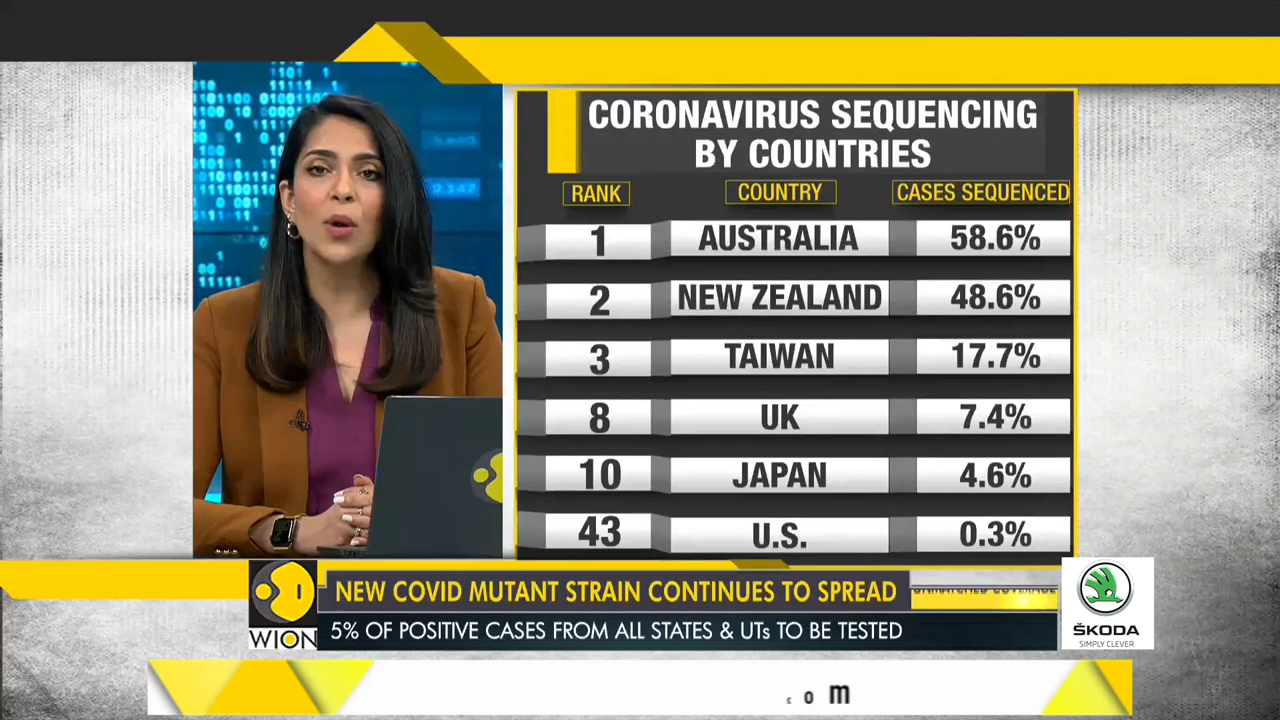 CORONAVIRUS SEQUENCING
BY COUNTRIES
RANK COUNTRY CASES SEQUENCED
1 AUSTRALIA 58.6%
2 NEW ZEALAND 48.6%
3 TAIWAN 17.7%
8 UK 7.4%
10 JAPAN 4.6%
43 U.S. 0.3%
NEW COVID MUTANT STRAIN CONTINUES TO SPREAD
5% OF POSITIVE CASES FROM ALL STATES & UTs TO BE TESTED
WION
ŠKODA
SIMPLY CLEVER
c o m